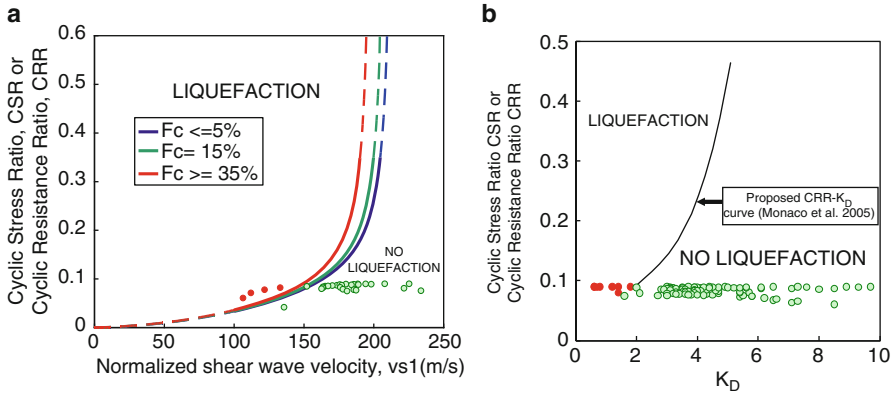 a
Cyclic Stress Ratio, CSR or
Cyclic Resistance Ratio, CRR
0.6
0.5
0.4
0.3
0.2
0.1
0
LIQUEFACTION
Fc <=5%
Fc= 15%
Fc >= 35%
NO
LIQUEFACTION
0 50 100 150 200 250
Normalized shear wave velocity, vs1(m/s)
b
Cyclic Stress Ratio CSR or
Cyclic Resistance Ratio CRR
0.5
0.4
0.3
0.2
0.1
0
LIQUEFACTION
Proposed CRR-KD
curve (Monaco et al. 2005)
NO LIQUEFACTION
0 2 4 6 8 10
KD